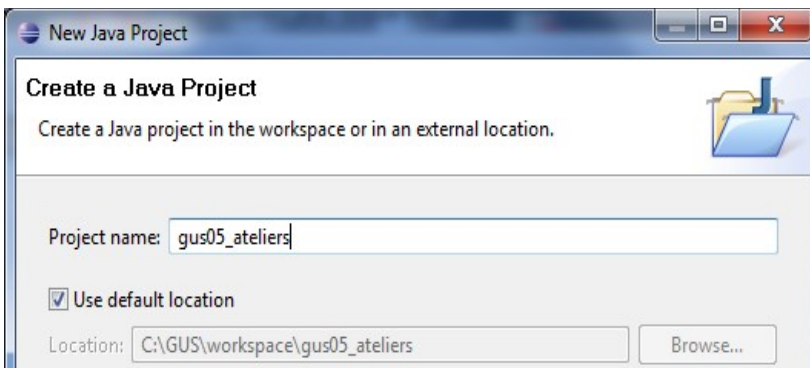 New Java Project
Create a Java Project
Create a Java project in the workspace or in an external location.
Project name: gus05_ateliers
Use default location
Location: C:\GUS\workspace\gus05_ateliers Browse...